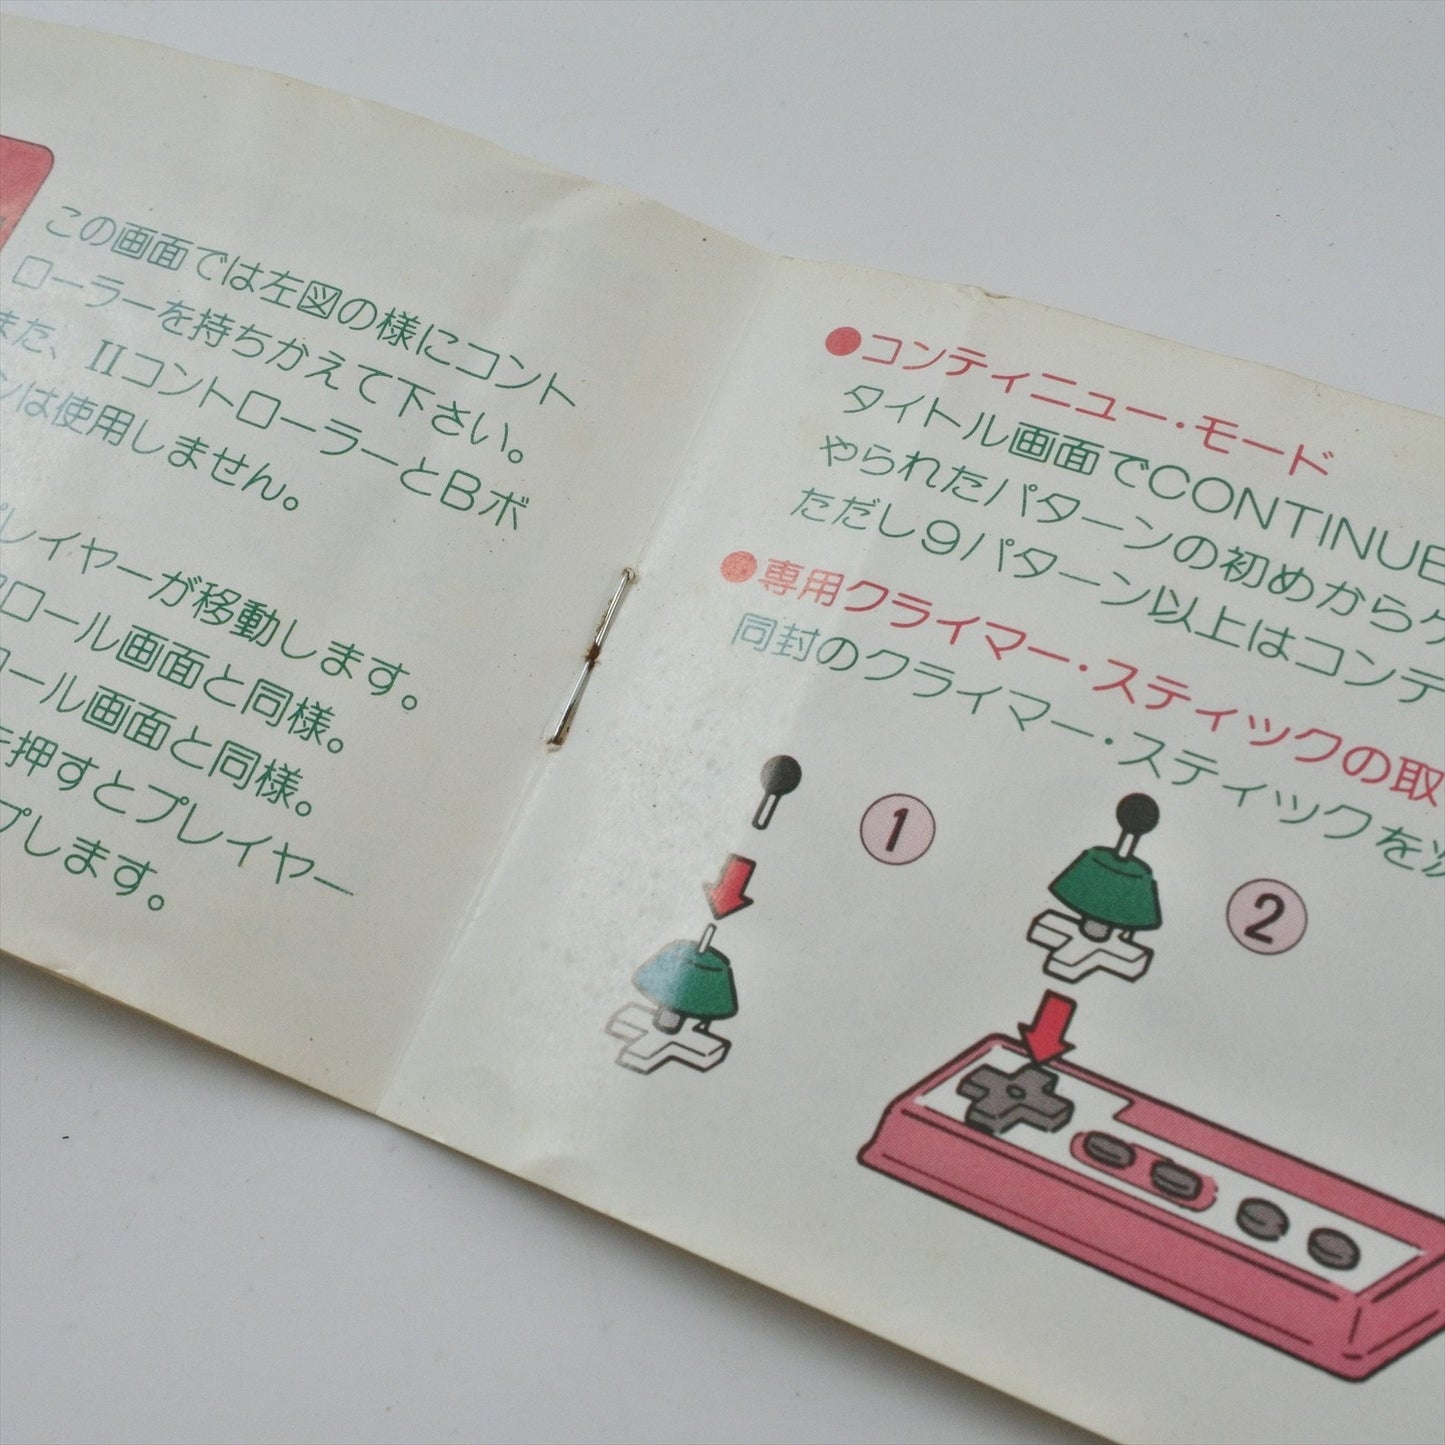 この画面では左図の様にコント
ローラーを持ちかえて下さい。
また、IIコントローラーとBボ
ンは使用しません。
プレイヤーが移動します。
ロール画面と同様。
ロール画面と同様。
を押すとプレイヤー
プします。
●コンティニュー・モード
タイトル画面でCONTINUE
やられたパターンの初めからゲ
ただし9パターン以上はコンテ
●専用クライマー・スティックの取
同封のクライマー・スティックを次
1
2